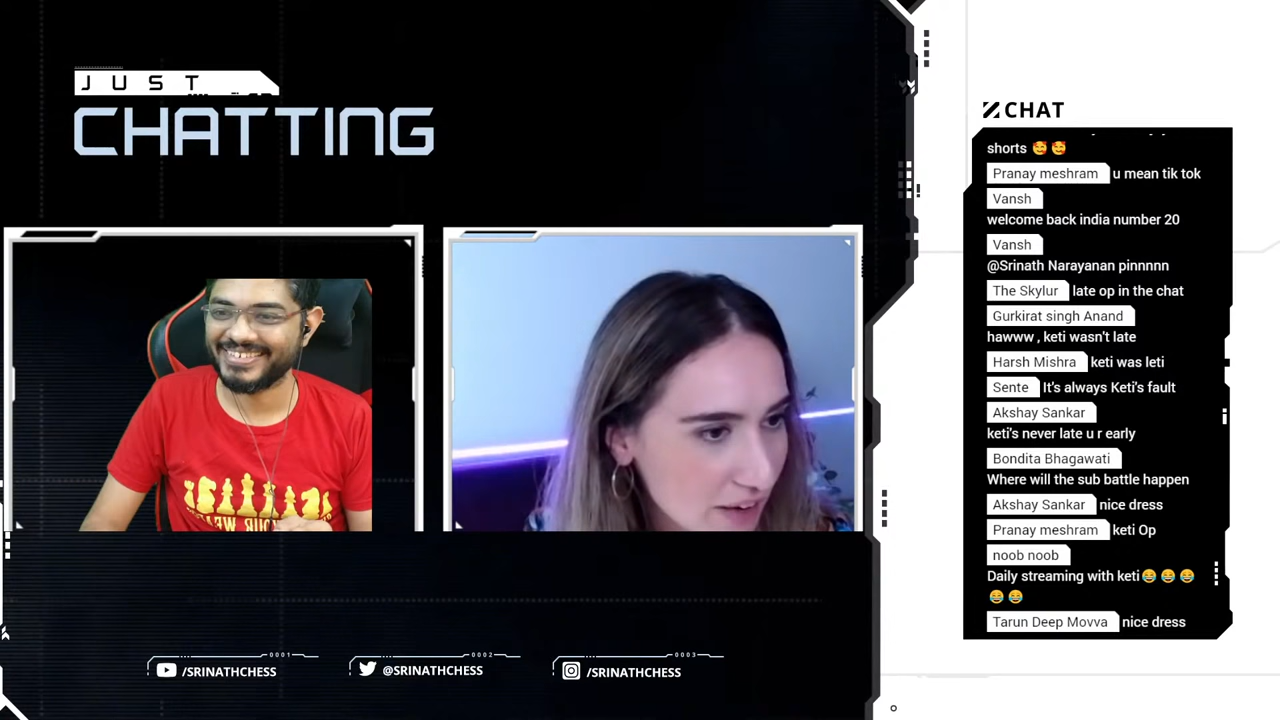 JUST
CHATTING
CHAT
shorts 🥰 🥰
Pranay meshram u mean tik tok
Vansh
welcome back india number 20
Vansh
@Srinath Narayanan pinnnnn
The Skylur late op in the chat
Gurkirat singh Anand
hawww , keti wasn't late
Harsh Mishra keti was leti
Sente It's always Keti's fault
Akshay Sankar
keti's never late u r early
Bondita Bhagawati
Where will the sub battle happen
Akshay Sankar nice dress
Pranay meshram keti Op
noob noob
Daily streaming with keti😂 😂 😂
😂 😂
Tarun Deep Movva nice dress
0001
/SRINATHCHESS
0002
@SRINATHCHESS
0003
/SRINATHCHESS